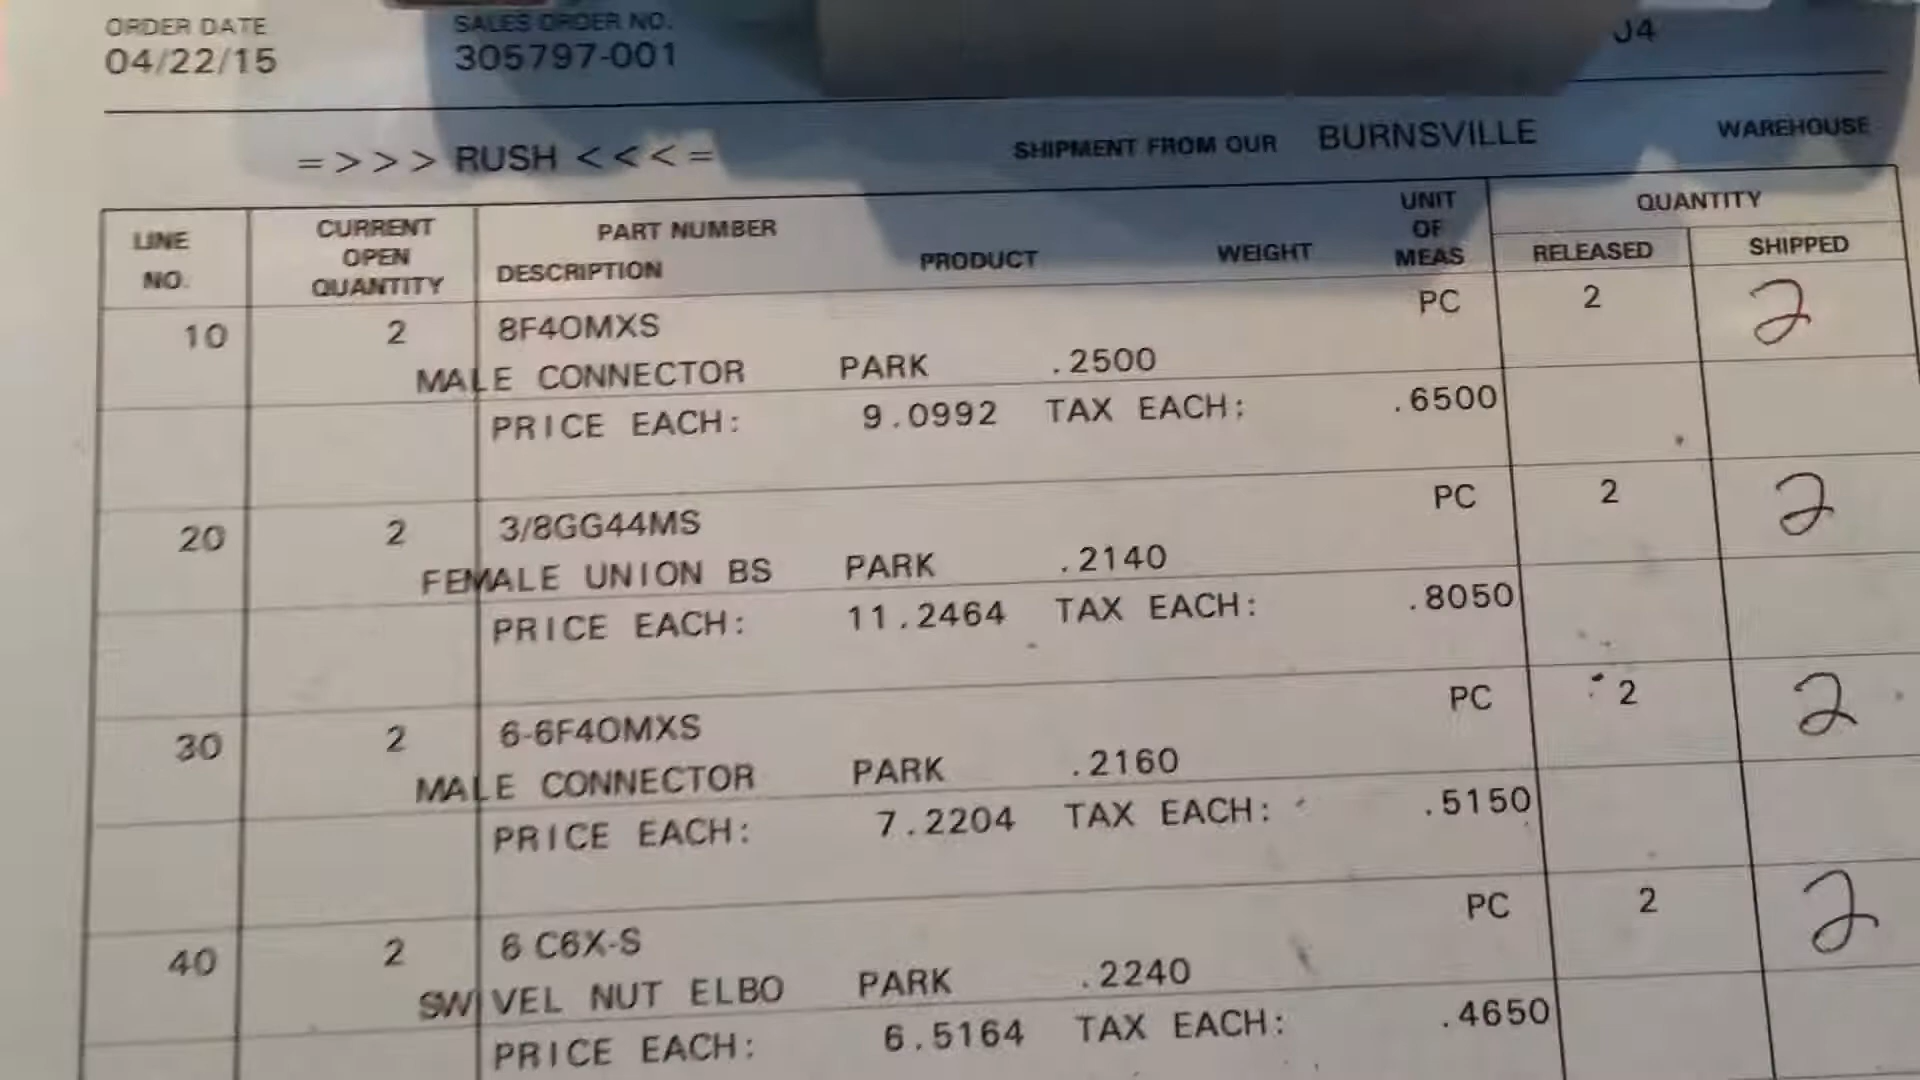 ORDER DATE SALES ORDER NO.
04/22/15 305797-001 04
=>>> RUSH <<<= SHIPMENT FROM OUR BURNSVILLE WAREHOUSE
LINE NO. CURRENT OPEN QUANTITY PART NUMBER DESCRIPTION PRODUCT WEIGHT UNIT OF MEAS QUANTITY RELEASED SHIPPED
10 2 8F4OMXS PC 2 2
MALE CONNECTOR PARK .2500
PRICE EACH: 9.0992 TAX EACH: .6500
20 2 3/8GG44MS PC 2 2
FEMALE UNION BS PARK .2140
PRICE EACH: 11.2464 TAX EACH: .8050
30 2 6-6F4OMXS PC 2 2
MALE CONNECTOR PARK .2160
PRICE EACH: 7.2204 TAX EACH: .5150
40 2 6 C6X-S PC 2 2
SWIVEL NUT ELBO PARK .2240
PRICE EACH: 6.5164 TAX EACH: .4650